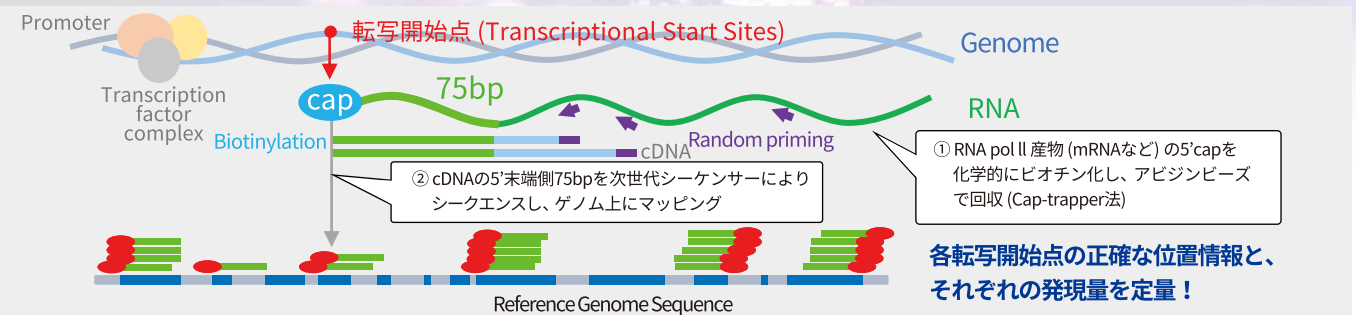 Promoter
転写開始点 (Transcriptional Start Sites)
Genome
Transcription
factor
complex
cap
75bp
RNA
Biotinylation
Random priming
cDNA
① RNA pol ll 産物 (mRNAなど) の5’capを
化学的にビオチン化し、アビジンビーズ
で回収 (Cap-trapper法)
② cDNAの5’末端側75bpを次世代シーケンサーにより
シークエンスし、ゲノム上にマッピング
各転写開始点の正確な位置情報と、
それぞれの発現量を定量！
Reference Genome Sequence